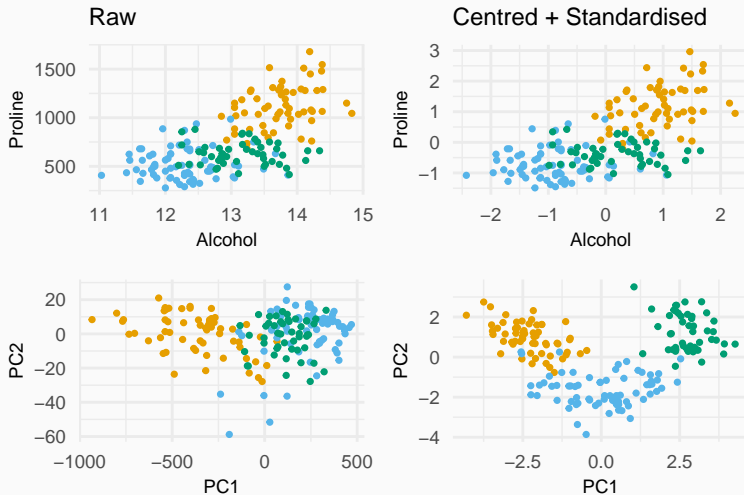 Raw
Centred + Standardised
Proline
1500
1000
500
11 12 13 14 15
Alcohol
Proline
3
2
1
0
−1
−2 −1 0 1 2
Alcohol
PC2
20
0
−20
−40
−60
−1000 −500 0 500
PC1
PC2
2
0
−2
−4
−2.5 0.0 2.5
PC1